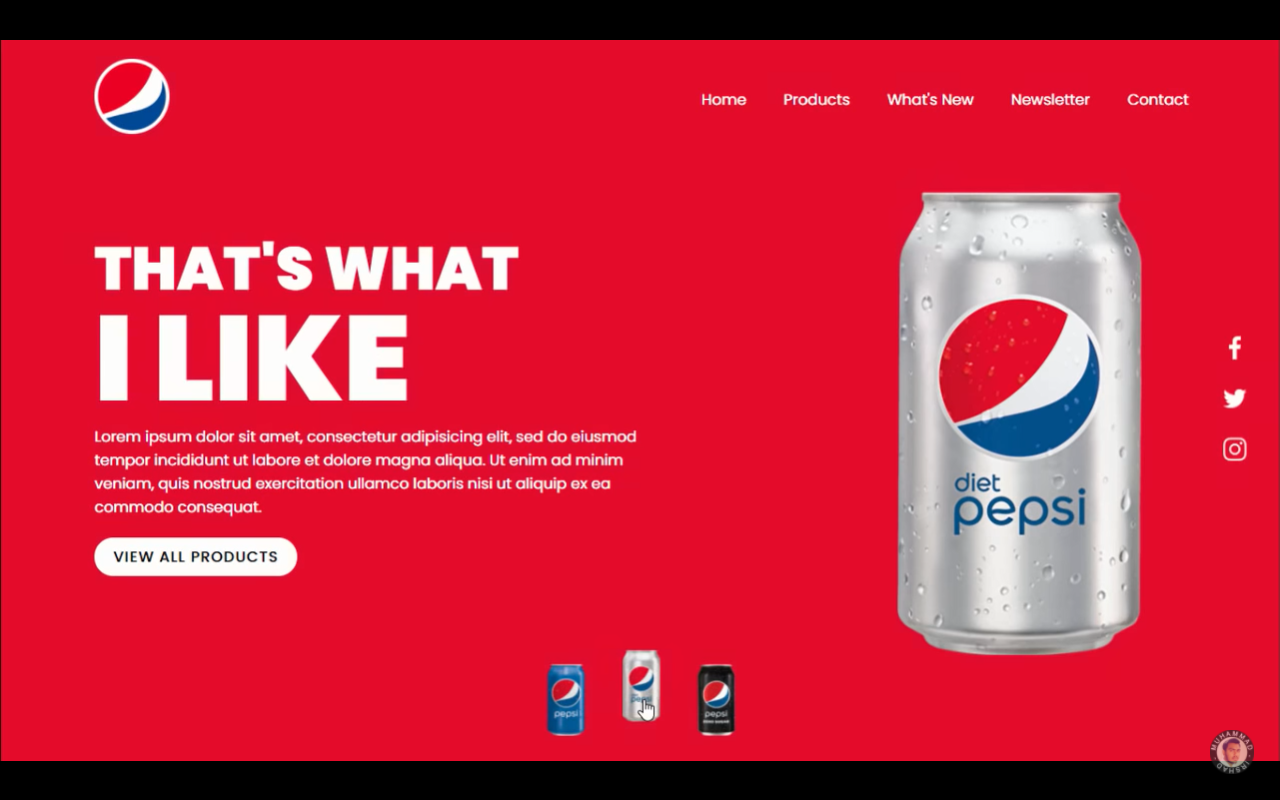 Home
Products
What's New
Newsletter
Contact
THAT'S WHAT
I LIKE
Lorem ipsum dolor sit amet, consectetur adipisicing elit, sed do eiusmod
tempor incididunt ut labore et dolore magna aliqua. Ut enim ad minim
veniam, quis nostrud exercitation ullamco laboris nisi ut aliquip ex ea
commodo consequat.
VIEW ALL PRODUCTS
diet
pepsi
pepsi
pepsi
pepsi
MUHAMMAD
IRSHAD